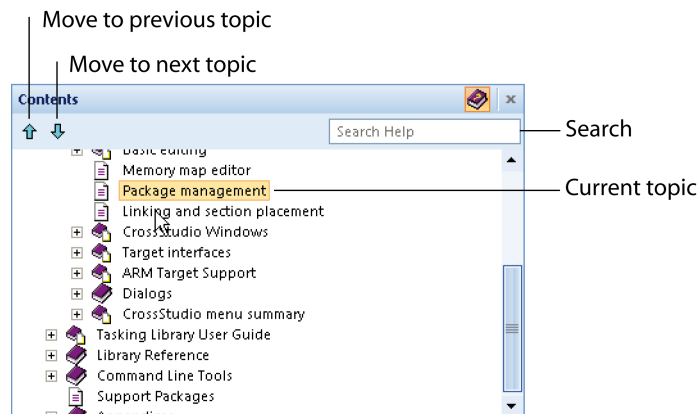 Move to previous topic
Move to next topic
Contents
Search Help
Search
Basic editing
Memory map editor
Package management
Current topic
Linking and section placement
CrossStudio Windows
Target interfaces
ARM Target Support
Dialogs
CrossStudio menu summary
Tasking Library User Guide
Library Reference
Command Line Tools
Support Packages
Appendices